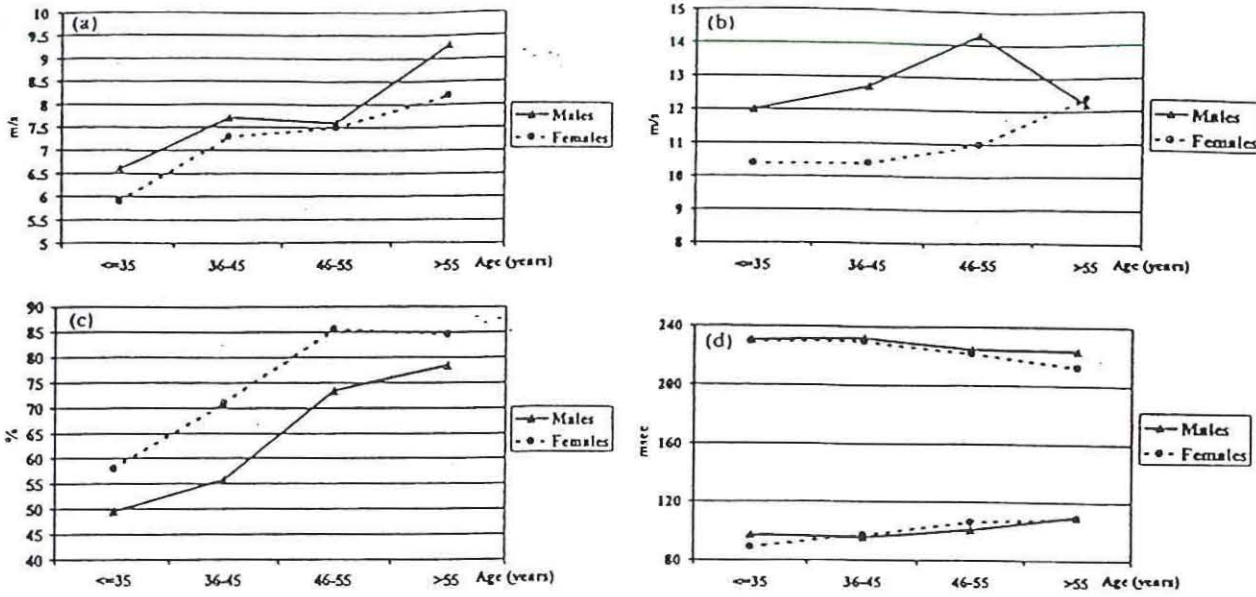 (a)
10
9.5
9
8.5
8
7.5
7
6.5
6
5.5
5
m/s
<=35 36-45 46-55 >55 Age (years)
Males
Females
(b)
15
14
13
12
11
10
9
8
m/s
<=35 36-45 46-55 >55 Age (years)
Males
Females
(c)
90
85
80
75
70
65
60
55
50
45
40
%
<=35 36-45 46-55 >55 Age (years)
Males
Females
(d)
240
200
160
120
80
msec
<=35 36-45 46-55 >55 Age (years)
Males
Females